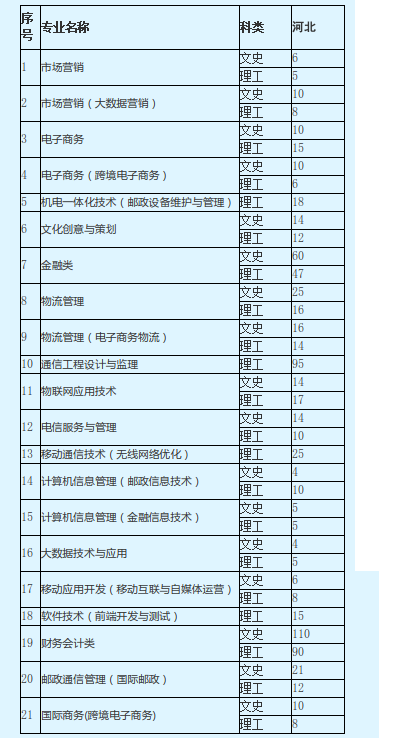 序号 专业名称 科类 河北
1 市场营销 文史 6
理工 5
2 市场营销（大数据营销） 文史 10
理工 8
3 电子商务 文史 10
理工 15
4 电子商务（跨境电子商务） 文史 10
理工 6
5 机电一体化技术（邮政设备维护与管理） 理工 18
6 文化创意与策划 文史 14
理工 12
7 金融类 文史 60
理工 47
8 物流管理 文史 25
理工 16
9 物流管理（电子商务物流） 文史 16
理工 14
10 通信工程设计与监理 理工 95
11 物联网应用技术 文史 14
理工 17
12 电信服务与管理 文史 14
理工 10
13 移动通信技术（无线网络优化） 理工 25
14 计算机信息管理（邮政信息技术） 文史 4
理工 10
15 计算机信息管理（金融信息技术） 文史 5
理工 5
16 大数据技术与应用 文史 4
理工 5
17 移动应用开发（移动互联与自媒体运营） 文史 6
理工 8
18 软件技术（前端开发与测试） 理工 15
19 财务会计类 文史 110
理工 90
20 邮政通信管理（国际邮政） 文史 21
理工 12
21 国际商务(跨境电子商务) 文史 10
理工 8